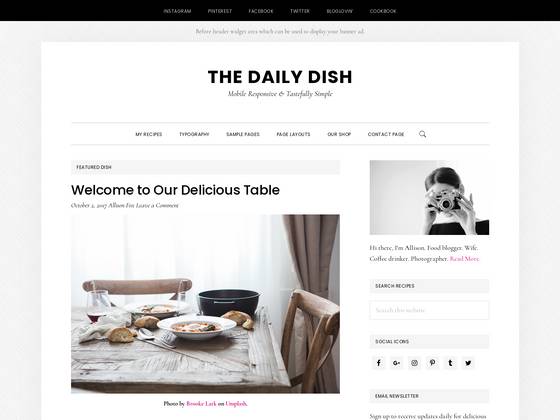 INSTAGRAM PINTEREST FACEBOOK TWITTER BLOGLOVIN' COOKBOOK
Before header widget area which can be used to display your banner ad.
THE DAILY DISH
Mobile Responsive & Tastefully Simple
MY RECIPES TYPOGRAPHY SAMPLE PAGES PAGE LAYOUTS OUR SHOP CONTACT PAGE
FEATURED DISH
Welcome to Our Delicious Table
October 2, 2017 Allison Fox Leave a Comment
Photo by Brooke Lark on Unsplash.
Hi there, I'm Allison. Food blogger. Wife.
Coffee drinker. Photographer. Read More.
SEARCH RECIPES
Search this website
SOCIAL ICONS
EMAIL NEWSLETTER
Sign up to receive updates daily for delicious